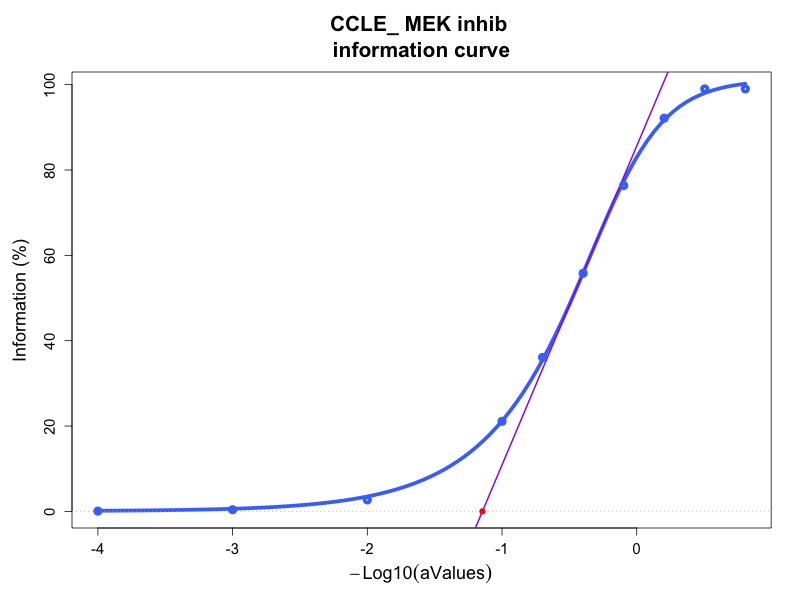 CCLE_ MEK inhib
information curve
100
80
60
40
20
0
Information (%)
-4
-3
-2
-1
0
−Log10(aValues)